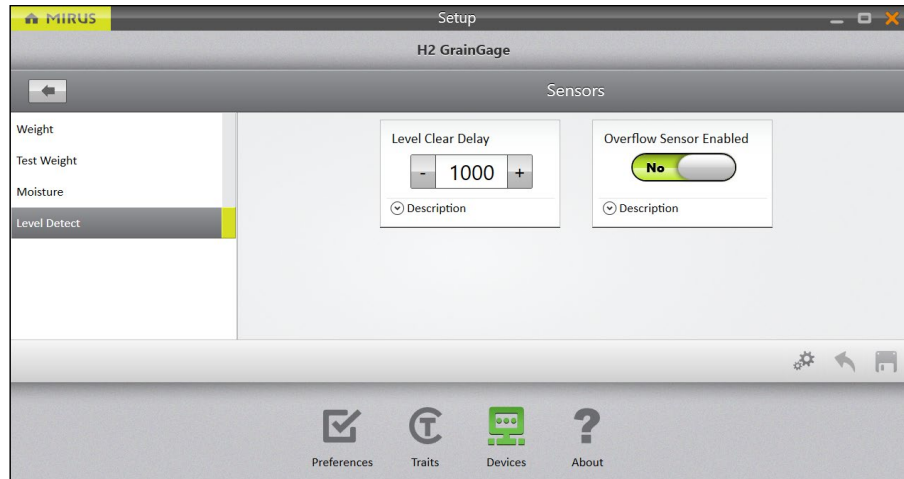 MIRUS
Setup
H2 GrainGage
Sensors
Weight
Test Weight
Moisture
Level Detect
Level Clear Delay
- 1000 +
Description
Overflow Sensor Enabled
No
Description
Preferences
Traits
Devices
? About